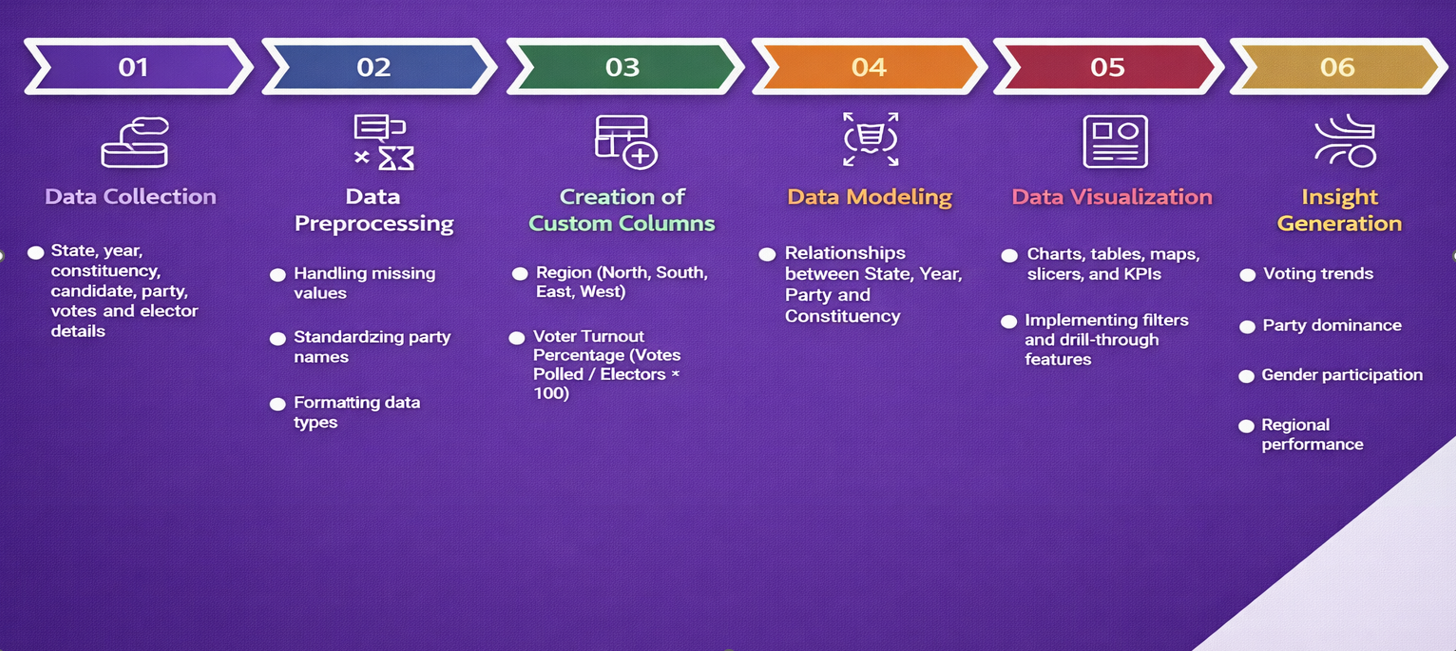 01
02
03
04
05
06
Data Collection
State, year,
constituency,
candidate, party,
votes and elector
details
Data
Preprocessing
Handling missing
values
Standardizing party
names
Formatting data
types
Creation of
Custom Columns
Region (North, South,
East, West)
Voter Turnout
Percentage (Votes
Polled / Electors *
100)
Data Modeling
Relationships
between State, Year,
Party and
Constituency
Data Visualization
Charts, tables, maps,
slicers, and KPIs
Implementing filters
and drill-through
features
Insight
Generation
Voting trends
Party dominance
Gender participation
Regional
performance